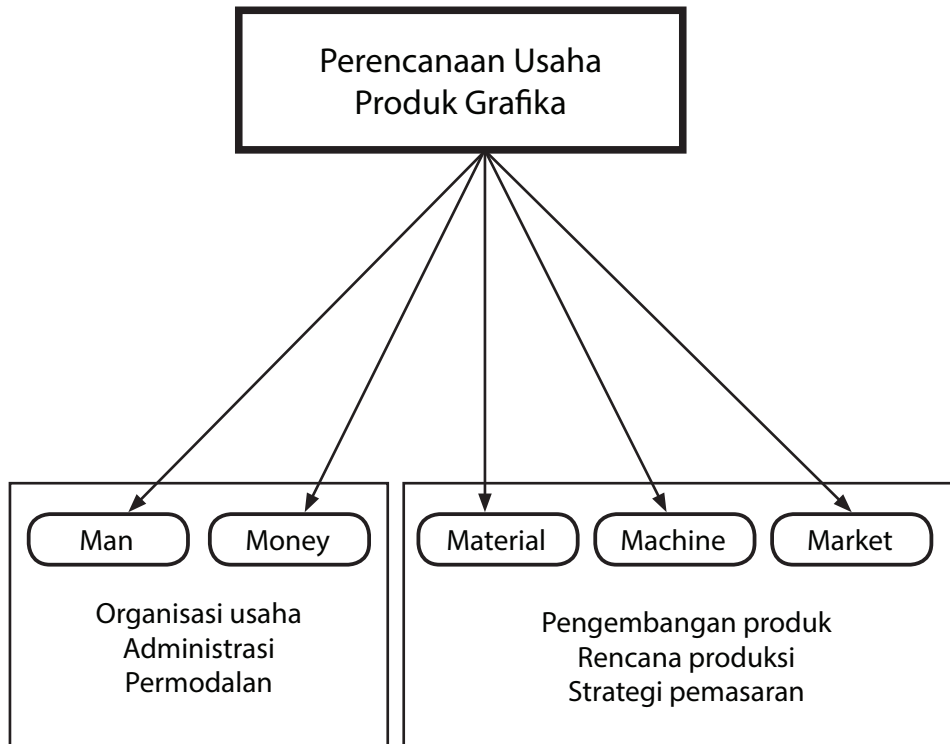 Perencanaan Usaha
Produk Grafika
Man
Money
Material
Machine
Market
Organisasi usaha
Administrasi
Permodalan
Pengembangan produk
Rencana produksi
Strategi pemasaran